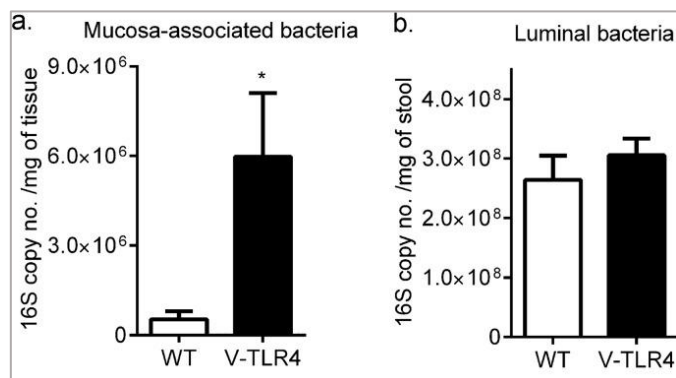 a.
Mucosa-associated bacteria
16S copy no. /mg of tissue
9.0×10⁶
6.0×10⁶
3.0×10⁶
0
*
WT V-TLR4
b.
Luminal bacteria
16S copy no. /mg of stool
4.0×10⁸
3.0×10⁸
2.0×10⁸
1.0×10⁸
0
WT V-TLR4